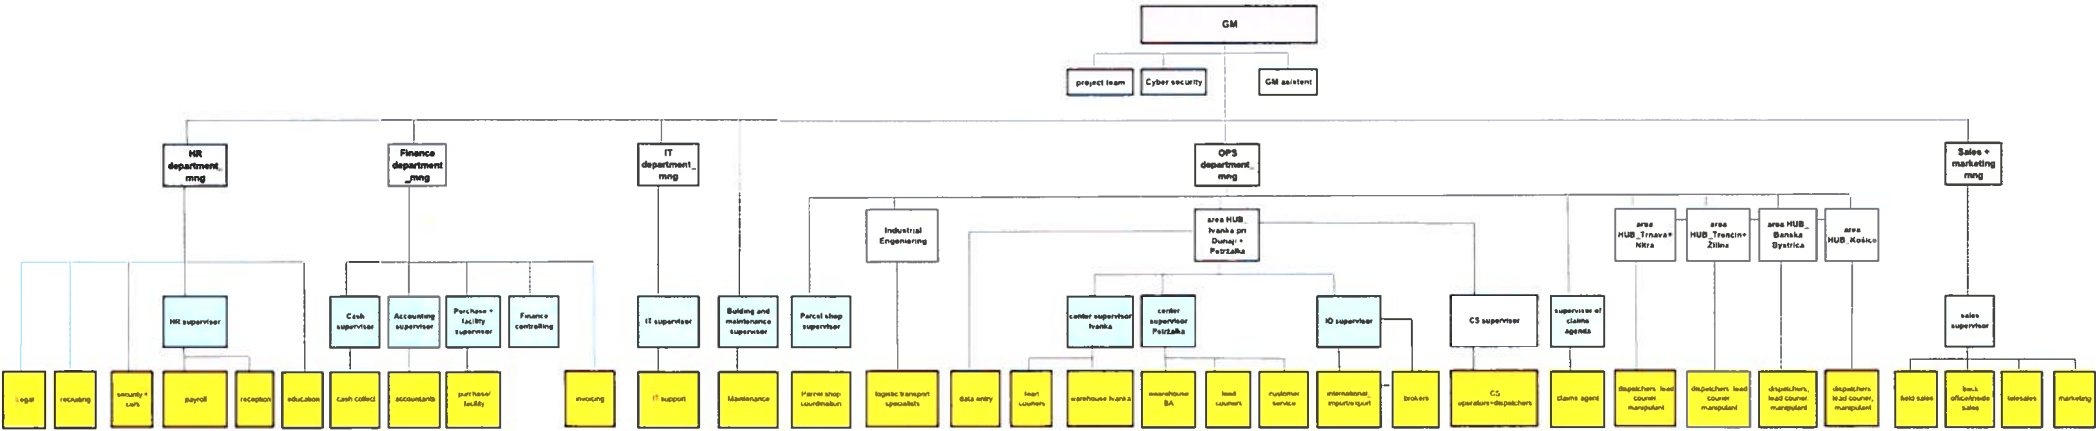 GM
project team
Cyber security
GM asistent
HR
department_
mng
Finance
department
_mng
IT
department_
mng
OPS
department_
mng
Sales +
marketing
mng
Industrial
Engeniering
area HUB_
Ivanka pri
Dunaji +
Petržalka
area
HUB_Trnava+
Nitra
area
HUB_Trencin+
Žilina
area HUB_
Banska
Bystrica
area
HUB_Košice
HR supervisor
Cash
supervisor
Accounting
supervisor
Purchase +
facility
supervisor
Finance
controlling
IT supervisor
Building and
maintenance
supervisor
Parcel shop
supervisor
center supervisor
Ivanka
center
supervisor
Petržalka
IO supervisor
CS supervisor
supervisor of
claims
agenda
sales
supervisor
Legal
recruiting
security +
cars
payroll
reception
education
cash collect
accountants
purchase/
facility
invoicing
IT support
Maintenance
Parcel shop
coordination
logistic transport
specialists
data entry
lead
couriers
warehouse Ivanka
warehouse
BA
lead
couriers
customer
service
international_
import/export
brokers
CS
operators+dispatchers
claims agent
dispatchers, lead
courier,
manipulant
dispatchers, lead
courier,
manipulant
dispatchers,
lead courier,
manipulant
dispatchers,
lead courier,
manipulant
field sales
back
office/inside
sales
telesales
marketing